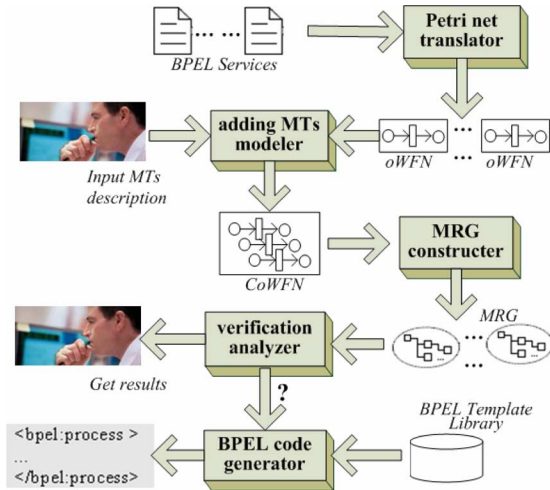 Petri net
translator
... ...
BPEL Services
adding MTs
modeler
...
oWFN
...
oWFN
Input MTs
description
CoWFN
MRG
constructer
verification
analyzer
MRG
...
...
...
...
Get results
?
BPEL Template
Library
<bpel:process >
...
</bpel:process>
BPEL code
generator